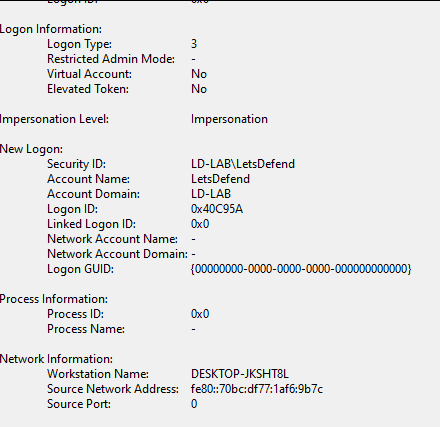 Logon ID: 0x0
Logon Information:
Logon Type: 3
Restricted Admin Mode: -
Virtual Account: No
Elevated Token: No
Impersonation Level: Impersonation
New Logon:
Security ID: LD-LAB\LetsDefend
Account Name: LetsDefend
Account Domain: LD-LAB
Logon ID: 0x40C95A
Linked Logon ID: 0x0
Network Account Name: -
Network Account Domain: -
Logon GUID: {00000000-0000-0000-0000-000000000000}
Process Information:
Process ID: 0x0
Process Name: -
Network Information:
Workstation Name: DESKTOP-JKSHT8L
Source Network Address: fe80::70bc:df77:1af6:9b7c
Source Port: 0